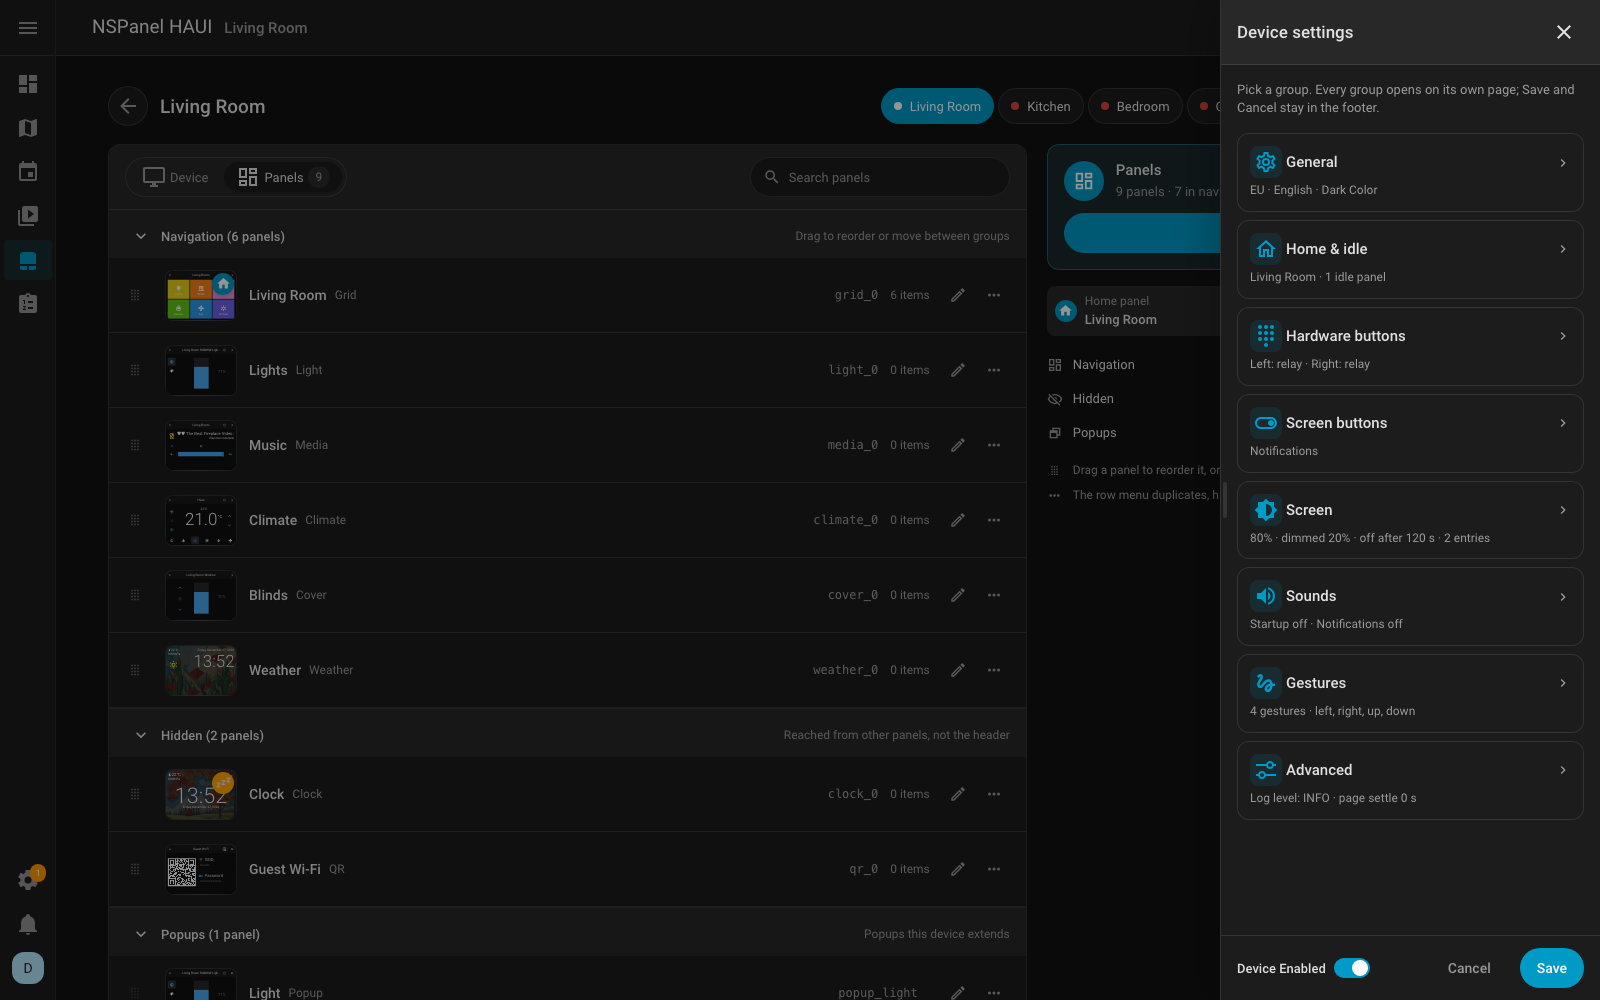 NSPanel HAUI Living Room
Living Room
Living Room
Kitchen
Bedroom
Device
Panels 9
Search panels
Navigation (6 panels)
Drag to reorder or move between groups
Living Room Grid
grid_0 6 items
Lights Light
light_0 0 items
Music Media
media_0 0 items
21.0
Climate Climate
climate_0 0 items
Blinds Cover
cover_0 0 items
13:52
Weather Weather
weather_0 0 items
Hidden (2 panels)
Reached from other panels, not the header
13:52
Clock Clock
clock_0 0 items
Guest Wi-Fi QR
qr_0 0 items
Popups (1 panel)
Popups this device extends
Light Popup
popup_light 0 items
1
D
Panels
9 panels · 7 in nav
Home panel
Living Room
Navigation
Hidden
Popups
Drag a panel to reorder it, or
The row menu duplicates, h
Device settings
Pick a group. Every group opens on its own page; Save and
Cancel stay in the footer.
General
EU · English · Dark Color
Home & idle
Living Room · 1 idle panel
Hardware buttons
Left: relay · Right: relay
Screen buttons
Notifications
Screen
80% · dimmed 20% · off after 120 s · 2 entries
Sounds
Startup off · Notifications off
Gestures
4 gestures · left, right, up, down
Advanced
Log level: INFO · page settle 0 s
Device Enabled
Cancel
Save